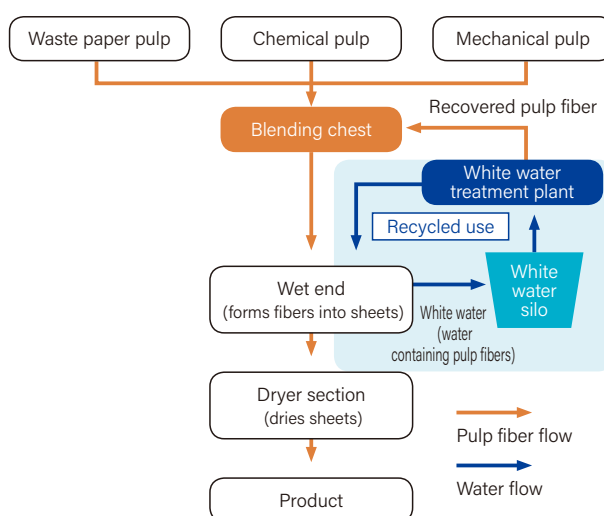 Waste paper pulp
Chemical pulp
Mechanical pulp
Blending chest
Recovered pulp fiber
White water
treatment plant
Recycled use
Wet end
(forms fibers into sheets)
White
water
silo
White water
(water
containing pulp fibers)
Dryer section
(dries sheets)
Pulp fiber flow
Water flow
Product